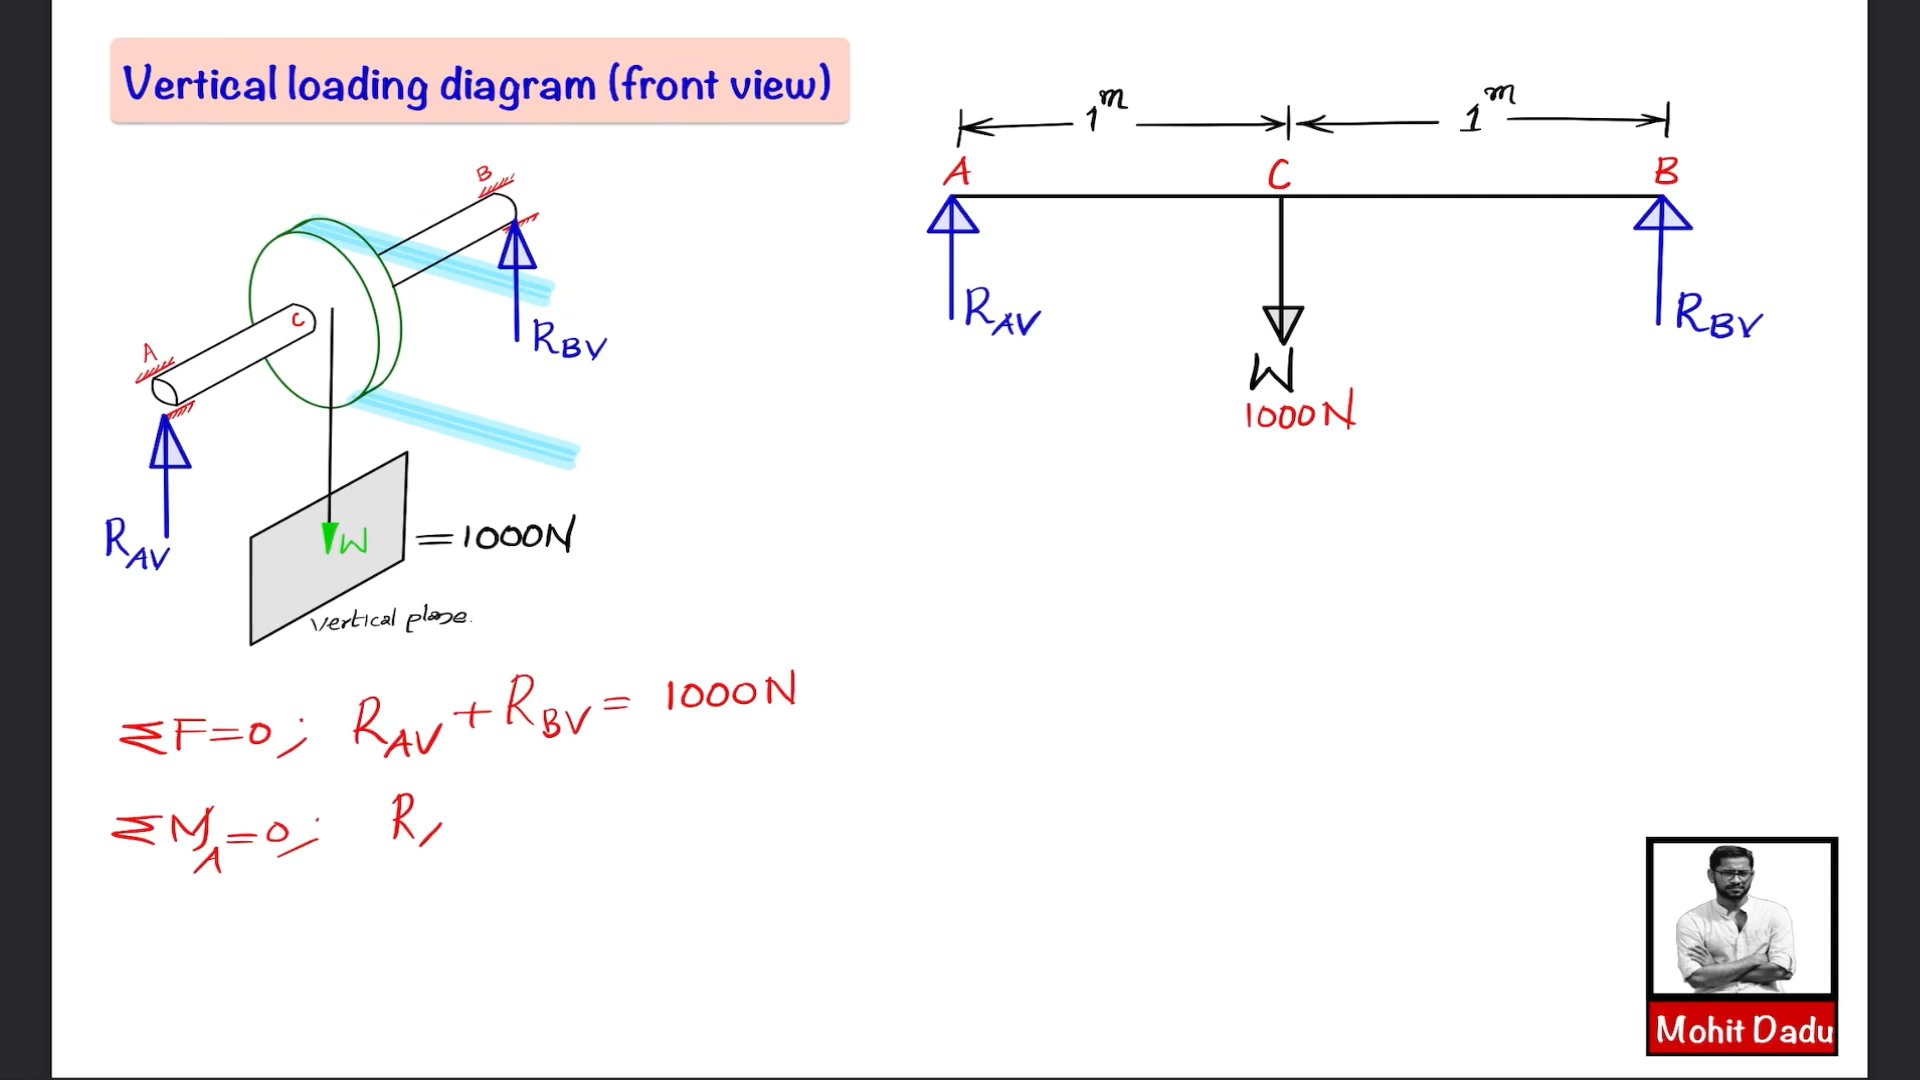 Vertical loading diagram (front view)
1m 1m
A C B
RAV RBV
W
1000N
B
C
A
RBV
RAV
W = 1000N
Vertical plane.
ΣF=0; RAV + RBV = 1000N
ΣMA=0; R
Mohit Dadu